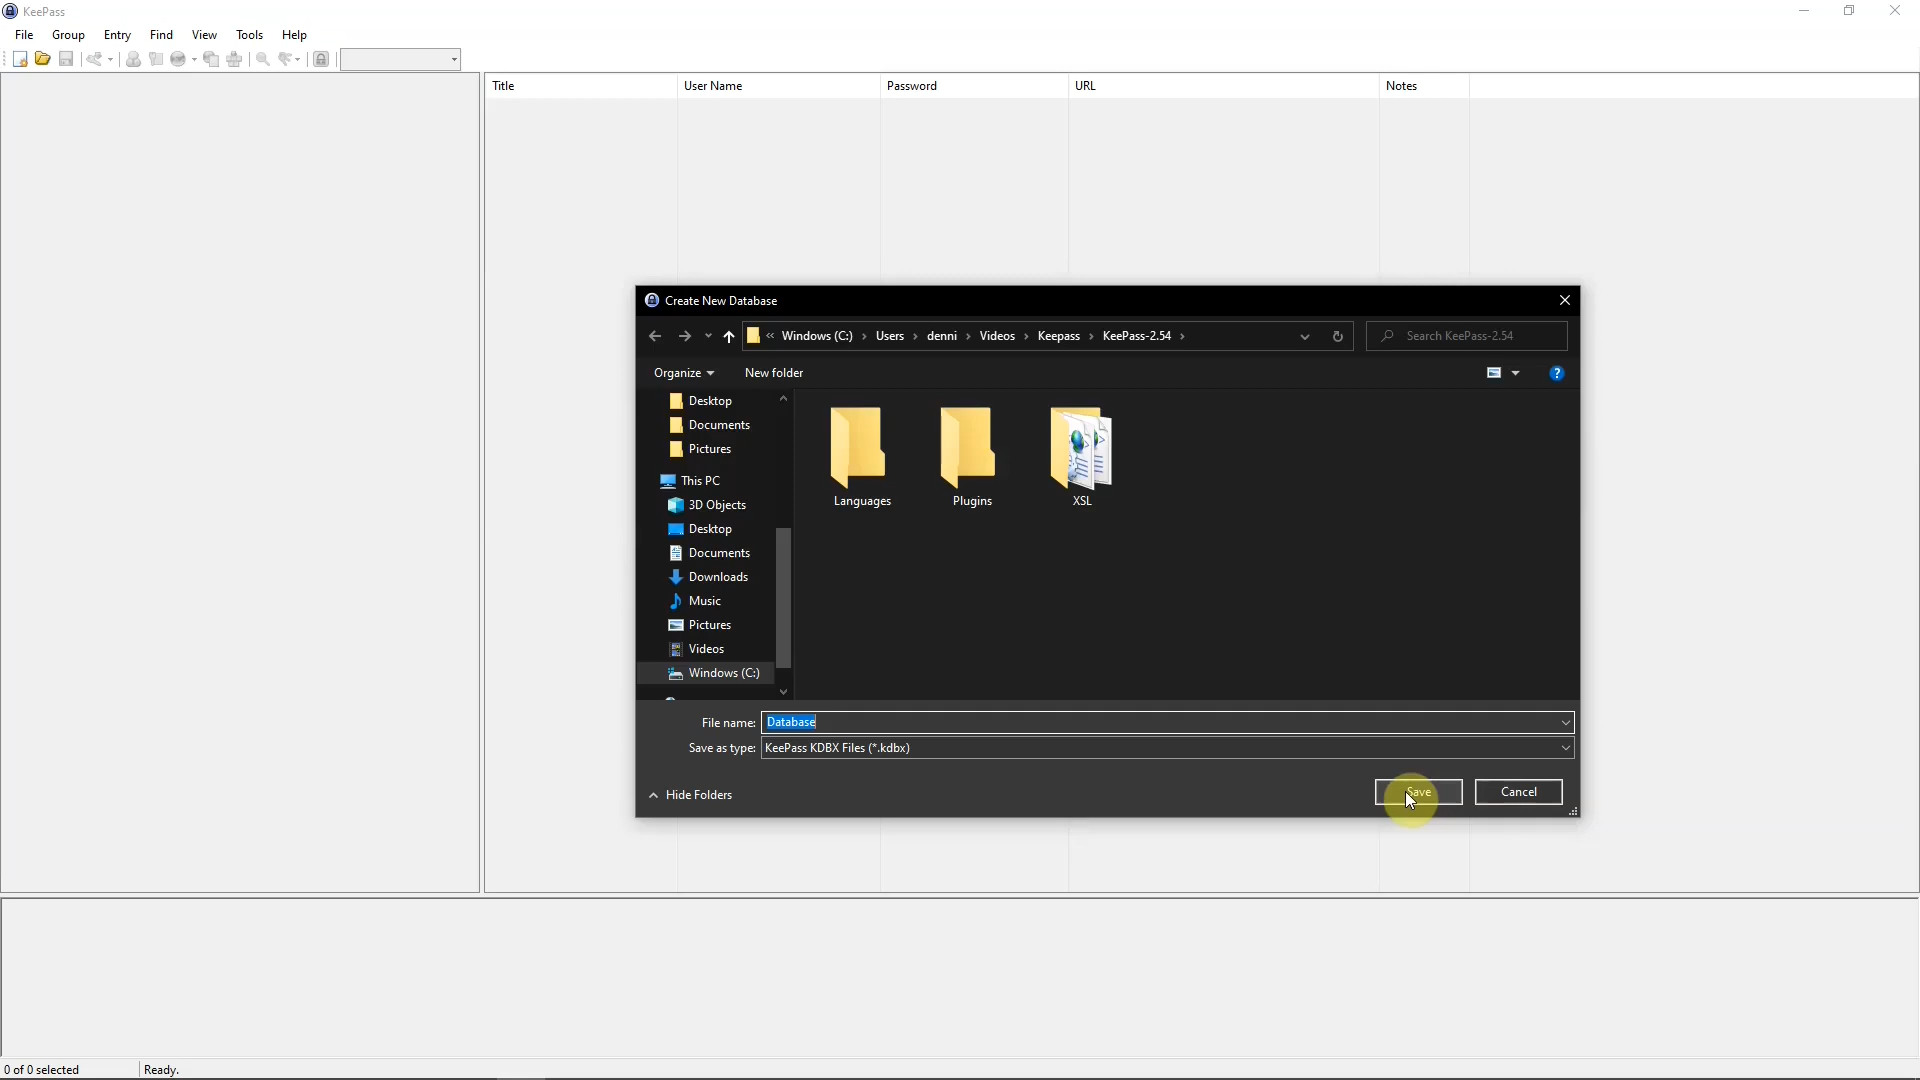 KeePass
File Group Entry Find View Tools Help
Title User Name Password URL Notes
Create New Database
« Windows (C:) › Users › denni › Videos › Keepass › KeePass-2.54 ›
Search KeePass-2.54
Organize New folder
Desktop
Documents
Pictures
This PC
3D Objects
Desktop
Documents
Downloads
Music
Pictures
Videos
Windows (C:)
Languages Plugins XSL
File name: Database
Save as type: KeePass KDBX Files (*.kdbx)
Hide Folders
Save Cancel
0 of 0 selected Ready.